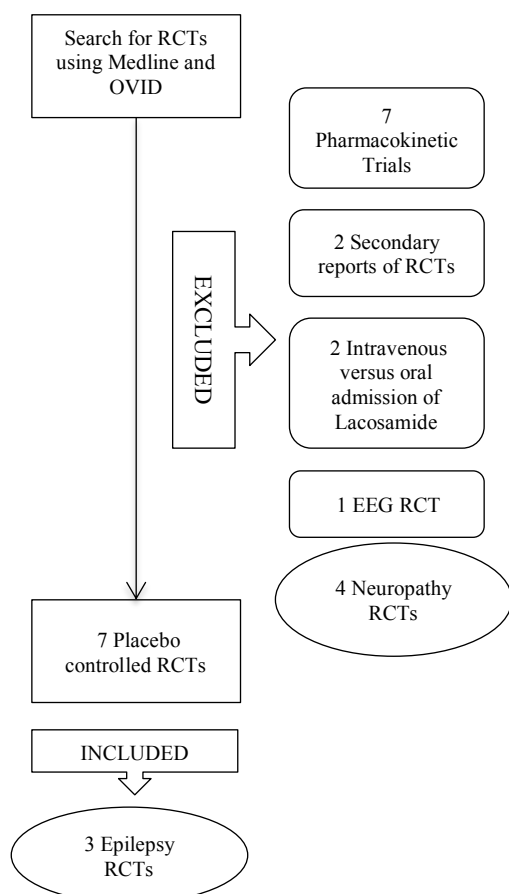 Search for RCTs
using Medline and
OVID
7
Pharmacokinetic
Trials
2 Secondary
reports of RCTs
EXCLUDED
2 Intravenous
versus oral
admission of
Lacosamide
1 EEG RCT
4 Neuropathy
RCTs
7 Placebo
controlled RCTs
INCLUDED
3 Epilepsy
RCTs